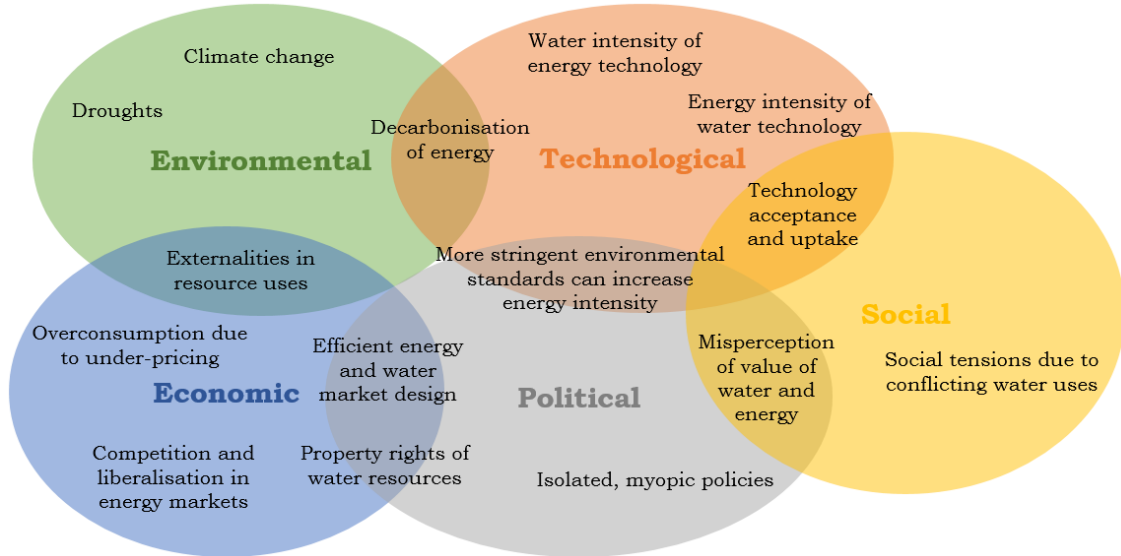 Climate change
Droughts
Environmental
Decarbonisation
of energy
Water intensity of
energy technology
Energy intensity of
water technology
Technological
Technology
acceptance
and uptake
Externalities in
resource uses
More stringent environmental
standards can increase
energy intensity
Social
Social tensions due to
conflicting water uses
Overconsumption due
to under-pricing
Economic
Efficient energy
and water
market design
Political
Misperception
of value of
water and
energy
Competition and
liberalisation in
energy markets
Property rights of
water resources
Isolated, myopic policies